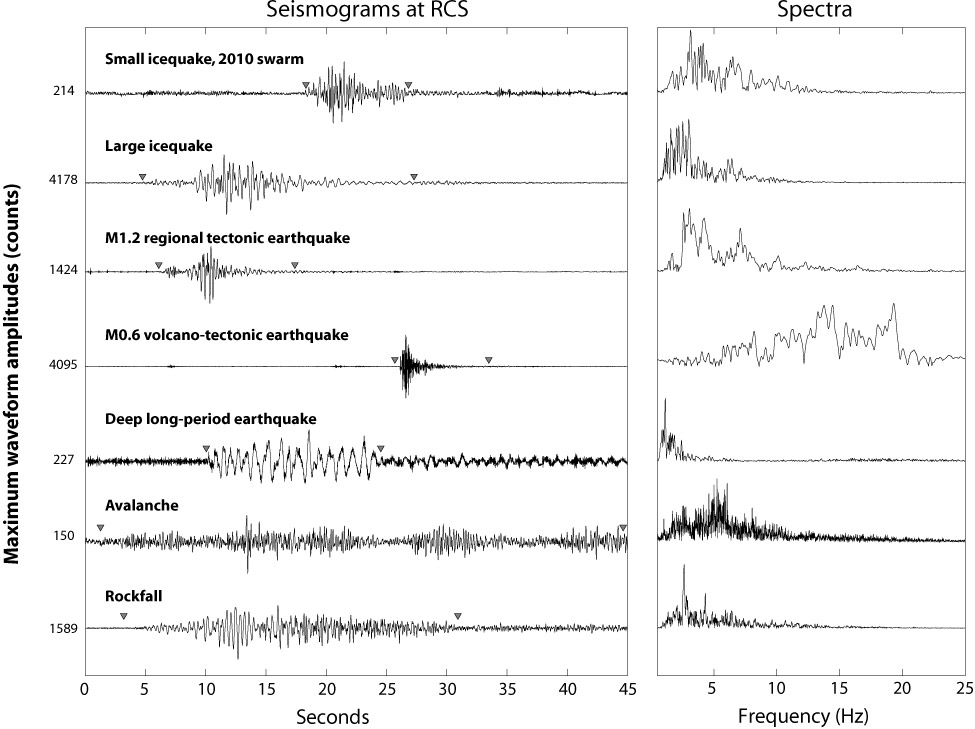 Seismograms at RCS
Spectra
Maximum waveform amplitudes (counts)
Small icequake, 2010 swarm
214
Large icequake
4178
M1.2 regional tectonic earthquake
1424
M0.6 volcano-tectonic earthquake
4095
Deep long-period earthquake
227
Avalanche
150
Rockfall
1589
0 5 10 15 20 25 30 35 40 45
5 10 15 20 25
Seconds
Frequency (Hz)